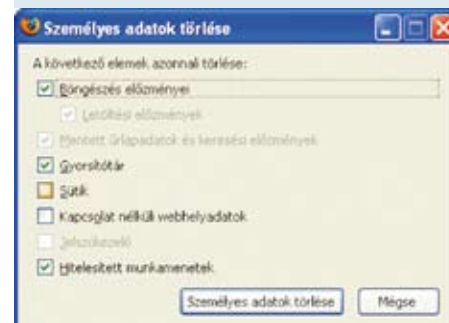 Személyes adatok törlése
A következő elemek azonnali törlése:
Böngészés előzményei
Letöltési előzmények
Mentett űrlapadatok és keresési előzmények
Gyorsítótár
Sütik
Kapcsolat nélküli webhelyadatok
Jelszókezelő
Hitelesített munkamenetek
Személyes adatok törlése
Mégse